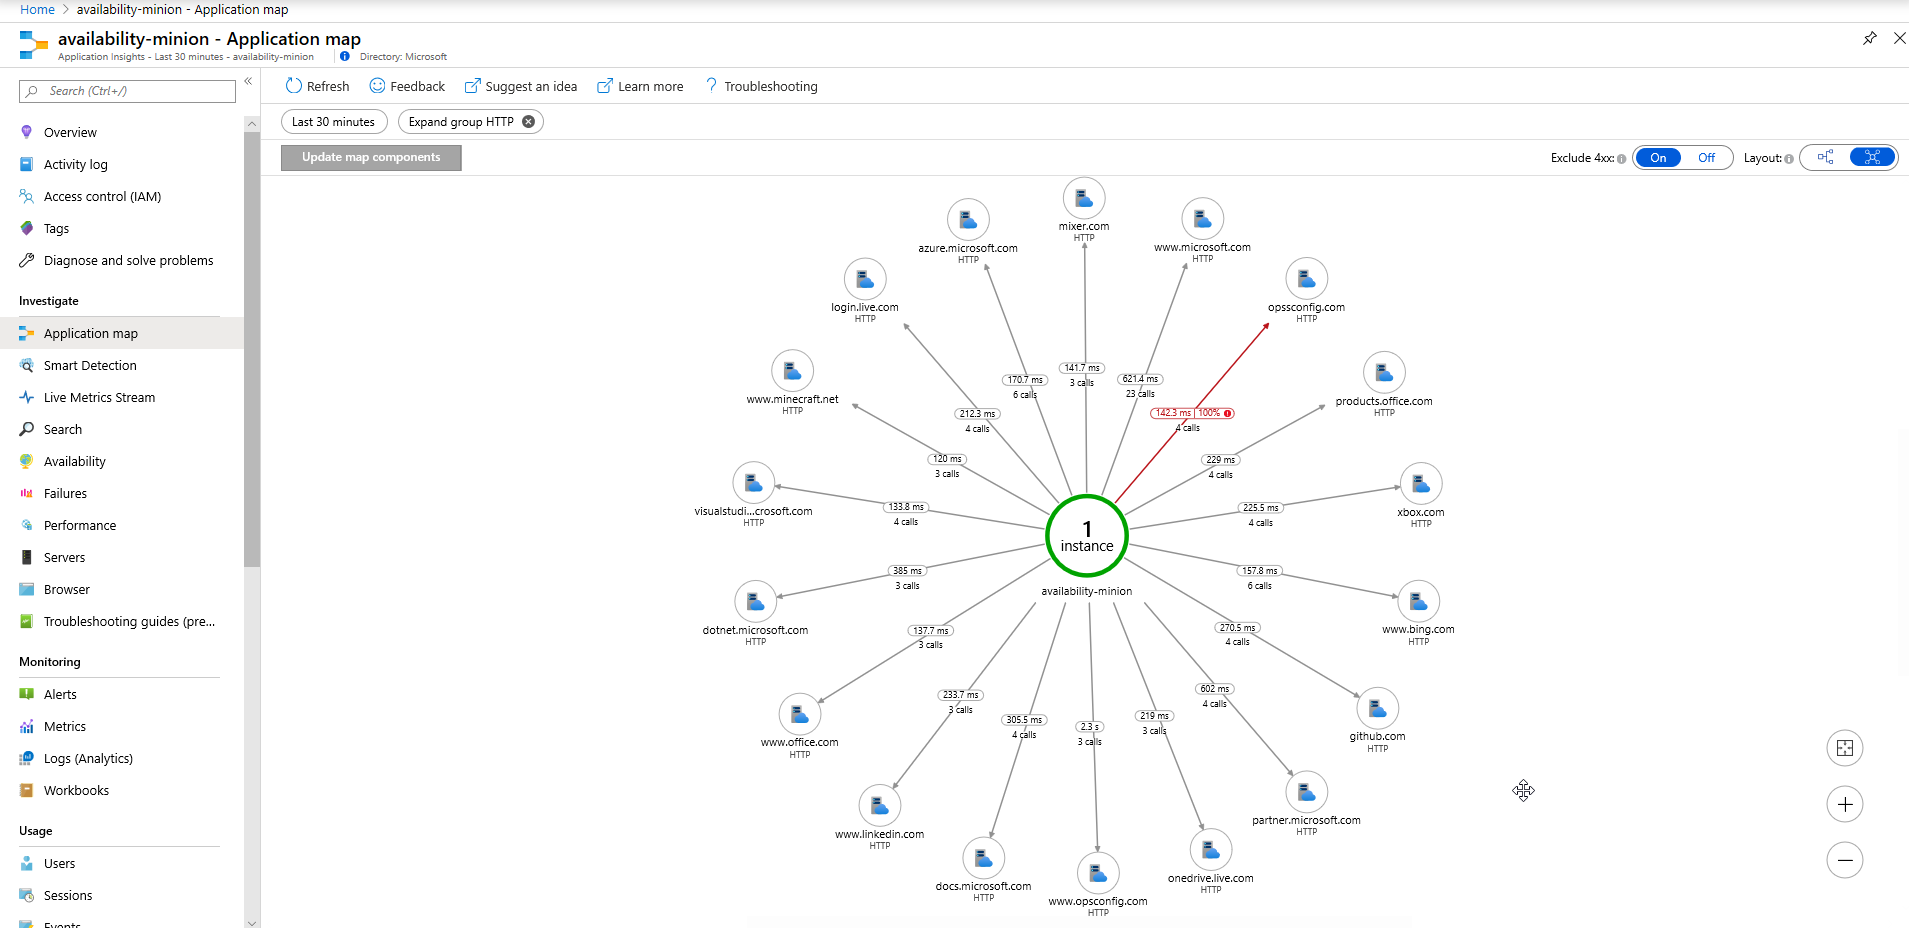 Home > availability-minion - Application map
availability-minion - Application map
Application Insights - Last 30 minutes - availability-minion
Directory: Microsoft
Search (Ctrl+/)
«
Overview
Activity log
Access control (IAM)
Tags
Diagnose and solve problems
Investigate
Application map
Smart Detection
Live Metrics Stream
Search
Availability
Failures
Performance
Servers
Browser
Troubleshooting guides (pre...
Monitoring
Alerts
Metrics
Logs (Analytics)
Workbooks
Usage
Users
Sessions
Events
Refresh
Feedback
Suggest an idea
Learn more
Troubleshooting
Last 30 minutes
Expand group HTTP
Update map components
Exclude 4xx:
On
Off
Layout:
mixer.com
HTTP
azure.microsoft.com
HTTP
www.microsoft.com
HTTP
login.live.com
HTTP
opssconfig.com
HTTP
www.minecraft.net
HTTP
products.office.com
HTTP
141.7 ms
3 calls
170.7 ms
6 calls
621.4 ms
23 calls
212.3 ms
4 calls
142.3 ms | 100%
4 calls
120 ms
3 calls
229 ms
4 calls
visualstudi...crosoft.com
HTTP
133.8 ms
4 calls
225.5 ms
4 calls
xbox.com
HTTP
1
instance
availability-minion
385 ms
3 calls
157.8 ms
6 calls
dotnet.microsoft.com
HTTP
www.bing.com
HTTP
137.7 ms
3 calls
270.5 ms
4 calls
233.7 ms
3 calls
602 ms
4 calls
305.5 ms
4 calls
2.3 s
3 calls
219 ms
3 calls
www.office.com
HTTP
github.com
HTTP
www.linkedin.com
HTTP
partner.microsoft.com
HTTP
docs.microsoft.com
HTTP
onedrive.live.com
HTTP
www.opsconfig.com
HTTP